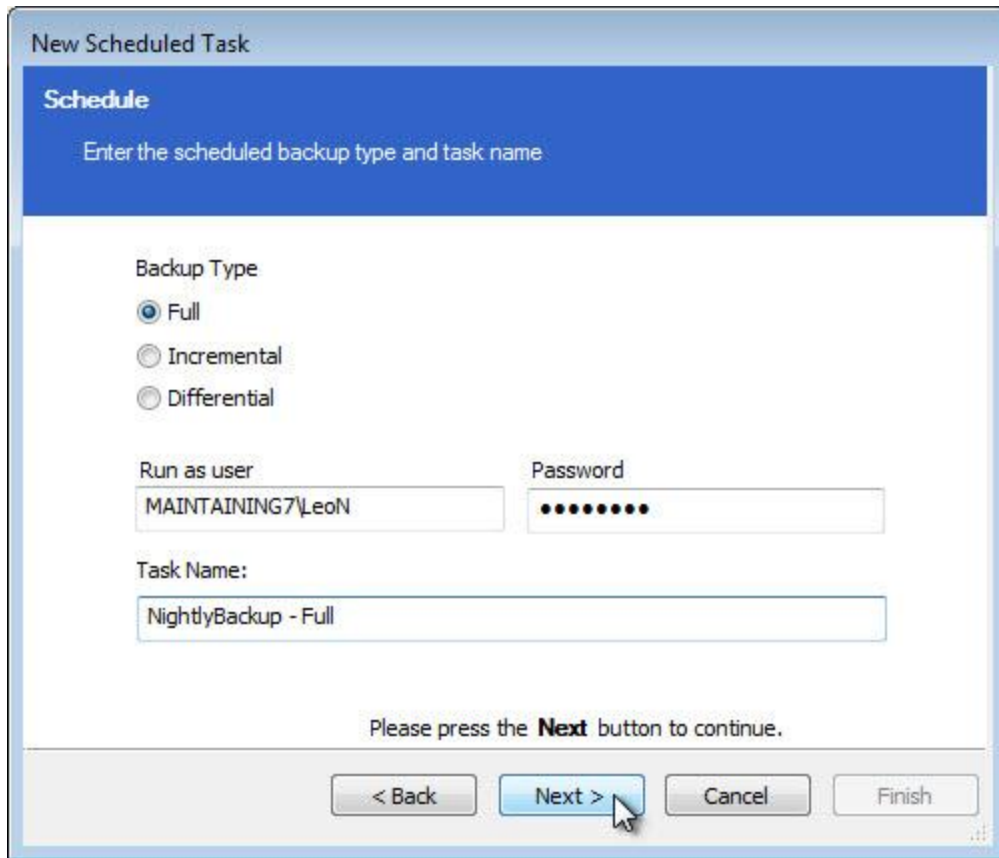 New Scheduled Task
Schedule
Enter the scheduled backup type and task name
Backup Type
Full
Incremental
Differential
Run as user Password
MAINTAINING7\LeoN ●●●●●●●●
Task Name:
NightlyBackup - Full
Please press the Next button to continue.
< Back Next > Cancel Finish